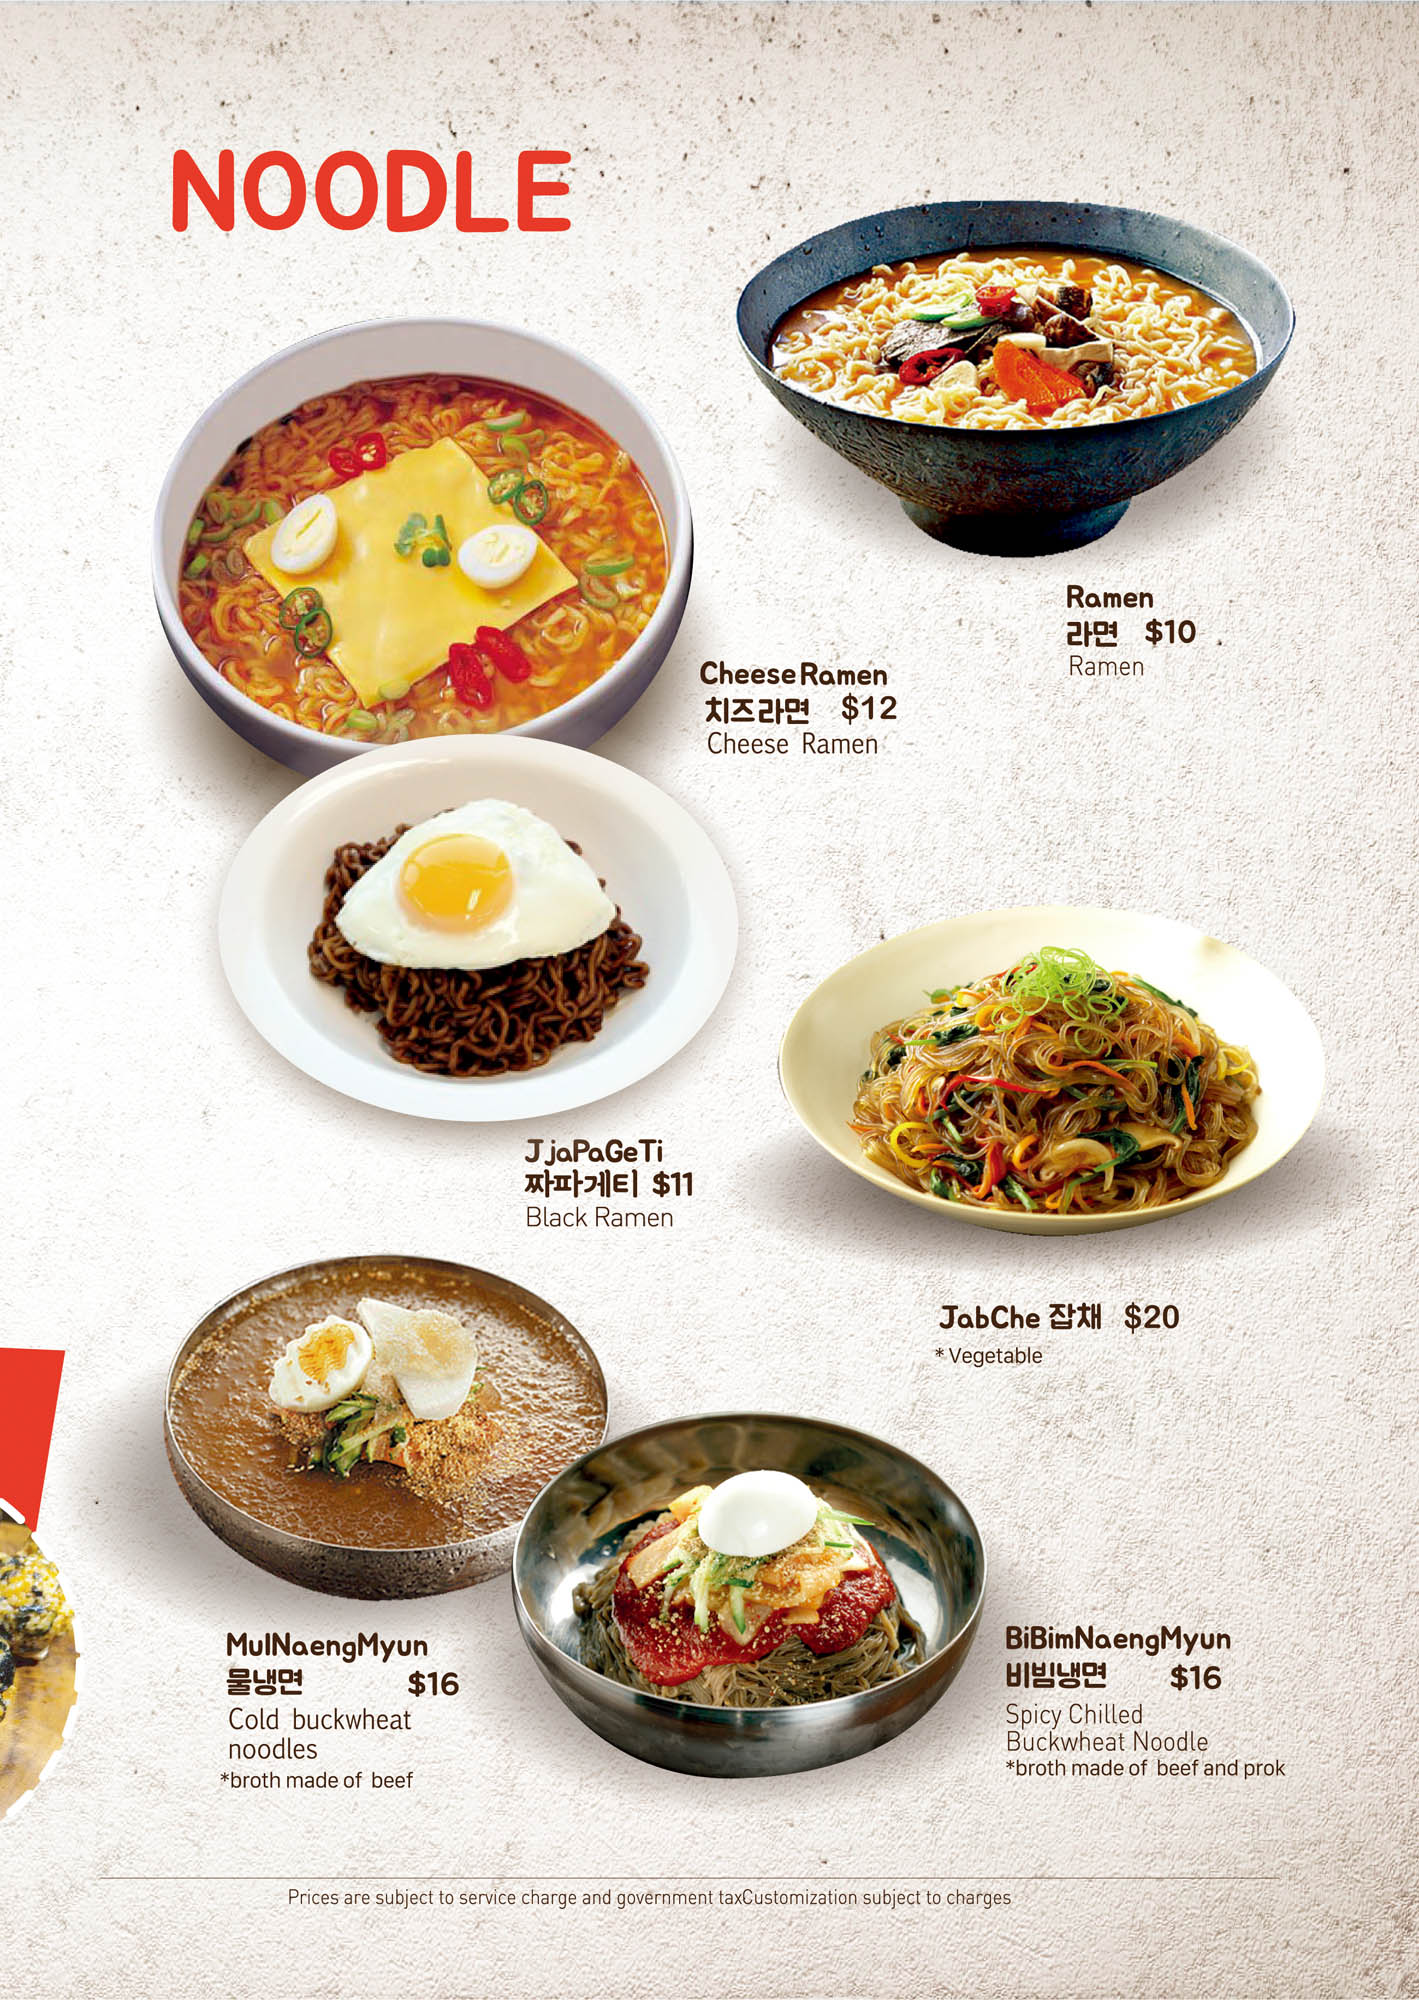 NOODLE
Ramen
라면 $10
Ramen
Cheese Ramen
치즈라면 $12
Cheese Ramen
JjaPaGeTi
짜파게티 $11
Black Ramen
JabChe 잡채 $20
* Vegetable
MulNaengMyun
물냉면 $16
Cold buckwheat
noodles
*broth made of beef
BiBimNaengMyun
비빔냉면 $16
Spicy Chilled
Buckwheat Noodle
*broth made of beef and prok
Prices are subject to service charge and government taxCustomization subject to charges